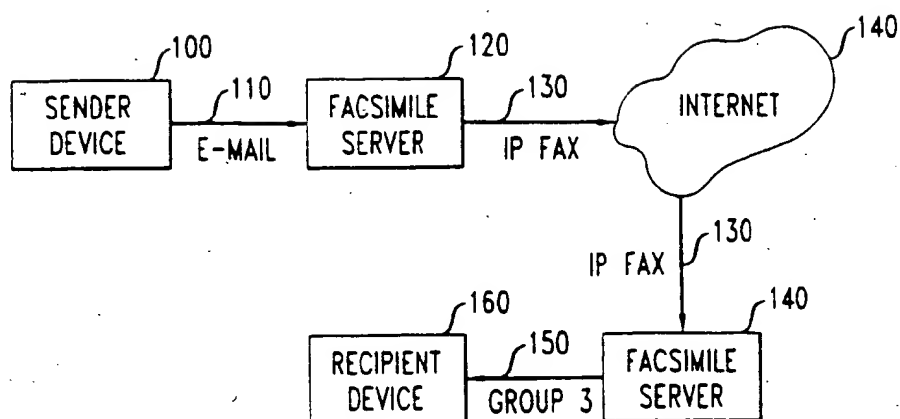 100
SENDER
DEVICE
110
E-MAIL
120
FACSIMILE
SERVER
130
IP FAX
140
INTERNET
130
IP FAX
140
FACSIMILE
SERVER
150
GROUP 3
160
RECIPIENT
DEVICE